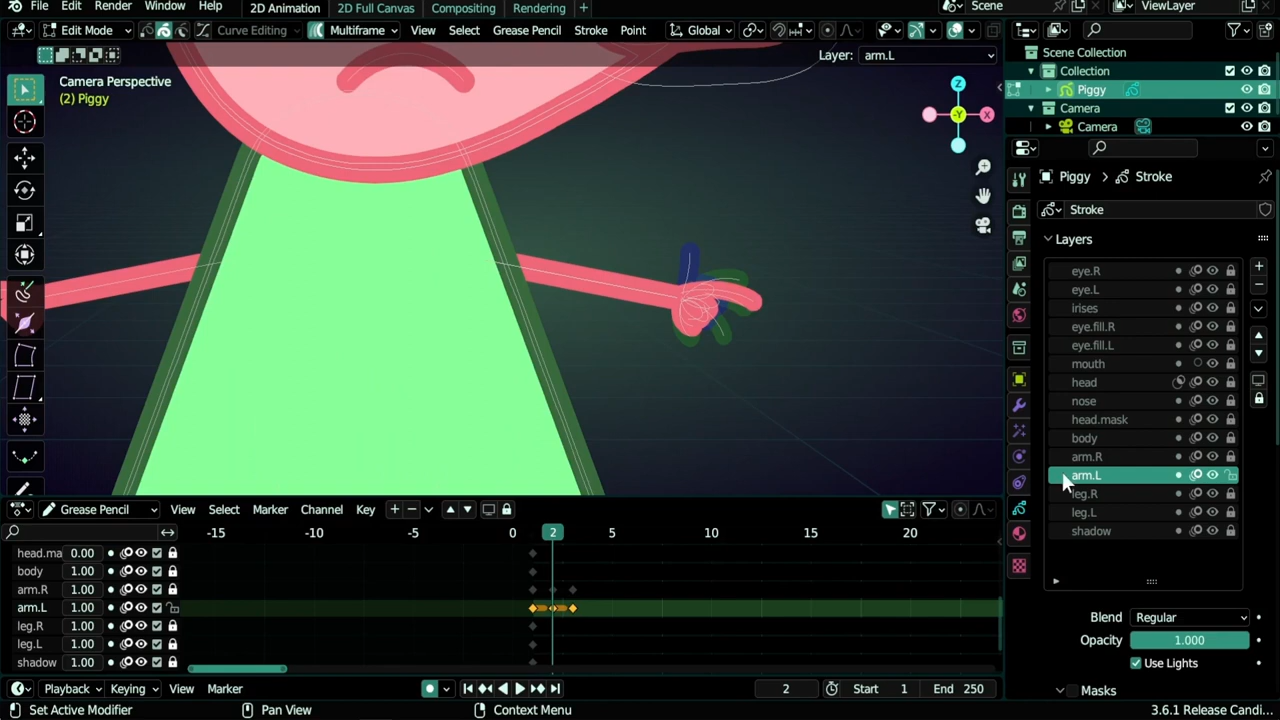 File Edit Render Window Help 2D Animation 2D Full Canvas Compositing Rendering + Scene ViewLayer
Edit Mode Curve Editing Multiframe View Select Grease Pencil Stroke Point Global
Layer: arm.L
Camera Perspective
(2) Piggy
Z
-Y
X
Scene Collection
Collection
Piggy
Camera
Camera
Piggy > Stroke
Stroke
Layers
eye.R
eye.L
irises
eye.fill.R
eye.fill.L
mouth
head
nose
head.mask
body
arm.R
arm.L
leg.R
leg.L
shadow
Blend Regular
Opacity 1.000
Use Lights
Masks
Grease Pencil View Select Marker Channel Key
-15 -10 -5 0 2 5 10 15 20
head.ma 0.00
body 1.00
arm.R 1.00
arm.L 1.00
leg.R 1.00
leg.L 1.00
shadow 1.00
Playback Keying View Marker 2 Start 1 End 250
Set Active Modifier Pan View Context Menu 3.6.1 Release Candi...